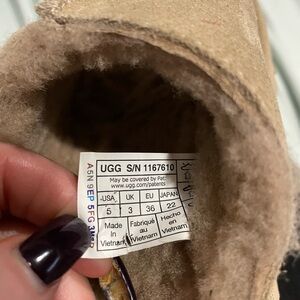 UGG S/N 1167610
May be covered by Pat.
www.ugg.com/patents
USA UK EU JAPAN
5 3 36 22
Made in Vietnam
Fabriqué au Vietnam
Hecho en Vietnam